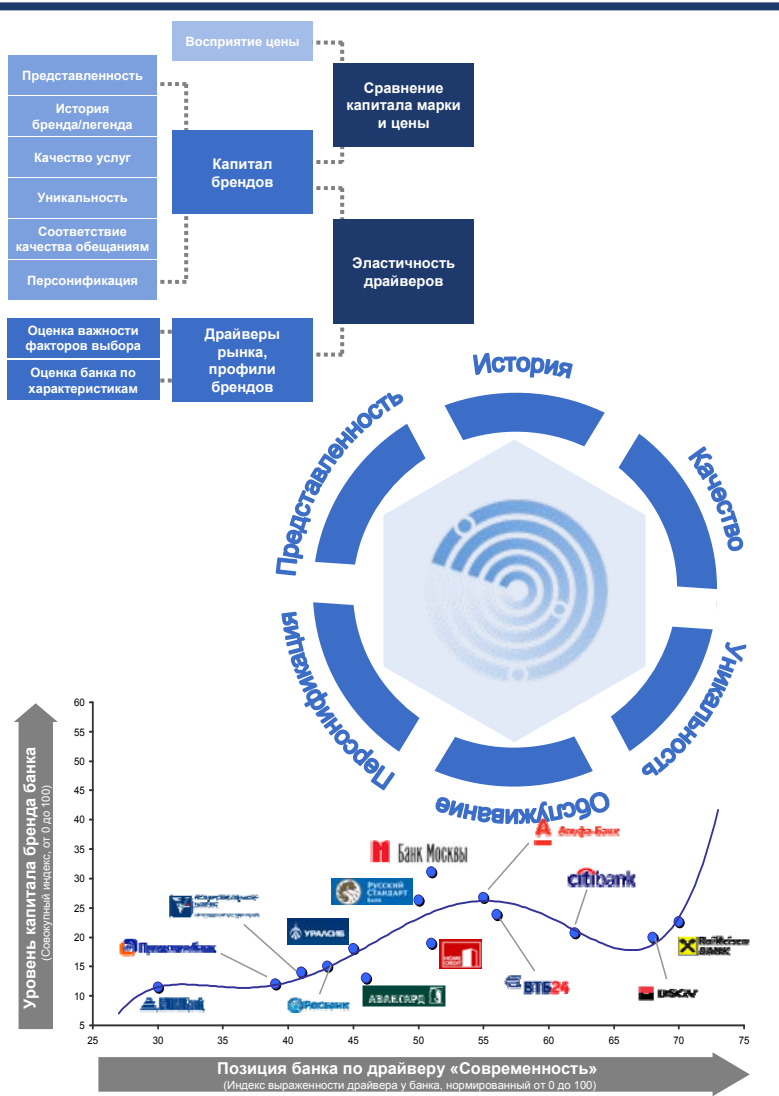 Восприятие цены
Представленность
История
бренда/легенда
Качество услуг
Уникальность
Соответствие
качества обещаниям
Персонификация
Оценка важности
факторов выбора
Оценка банка по
характеристикам
Капитал
брендов
Драйверы
рынка,
профили
брендов
Сравнение
капитала марки
и цены
Эластичность
драйверов
История
Качество
Уникальность
Обслуживание
Персонификация
Представленность
Уровень капитала бренда банка
(Совокупный индекс, от 0 до 100)
60
55
50
45
40
35
30
25
20
15
10
5
Альфа-Банк
Банк Москвы
citibank
РУССКИЙ
СТАНДАРТ
БАНК
УРАЛСИБ
HOME
CREDIT
Росбанк
АВАНГАРД
ВТБ24
BSGV
Raiffeisen
BANK
25
30
35
40
45
50
55
60
65
70
75
Позиция банка по драйверу «Современность»
(Индекс выраженности драйвера у банка, нормированный от 0 до 100)